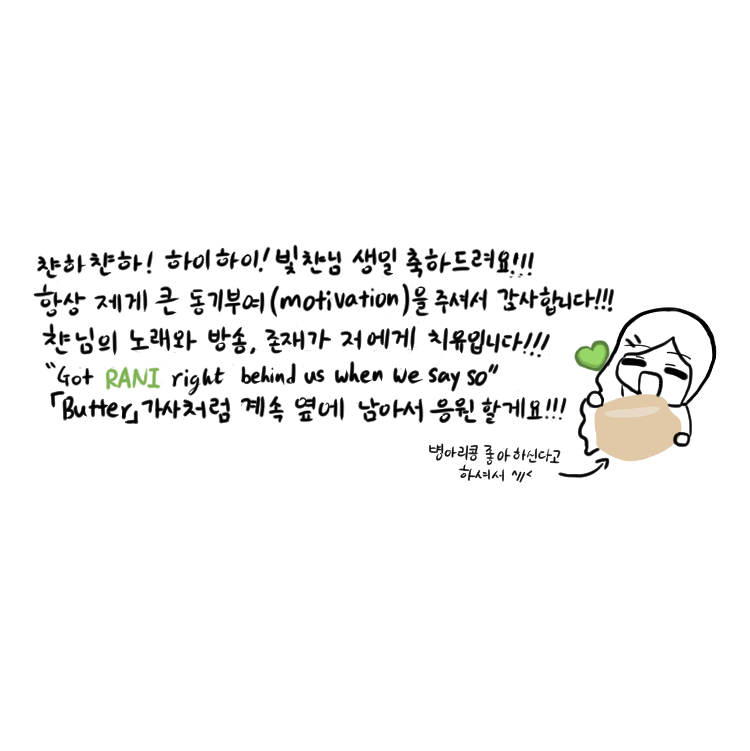 챤하챤하! 하이하이! 빛챤님 생일 축하드려요!!!
항상 제게 큰 동기부여(motivation)을 주셔서 감사합니다!!!
챤님의 노래와 방송, 존재가 저에게 치유입니다!!!
"Got RANI right behind us when we say so"
「Butter」가사처럼 계속 옆에 남아서 응원할게요!!!
병아리콩 좋아하신다고
하셔서 ^//<